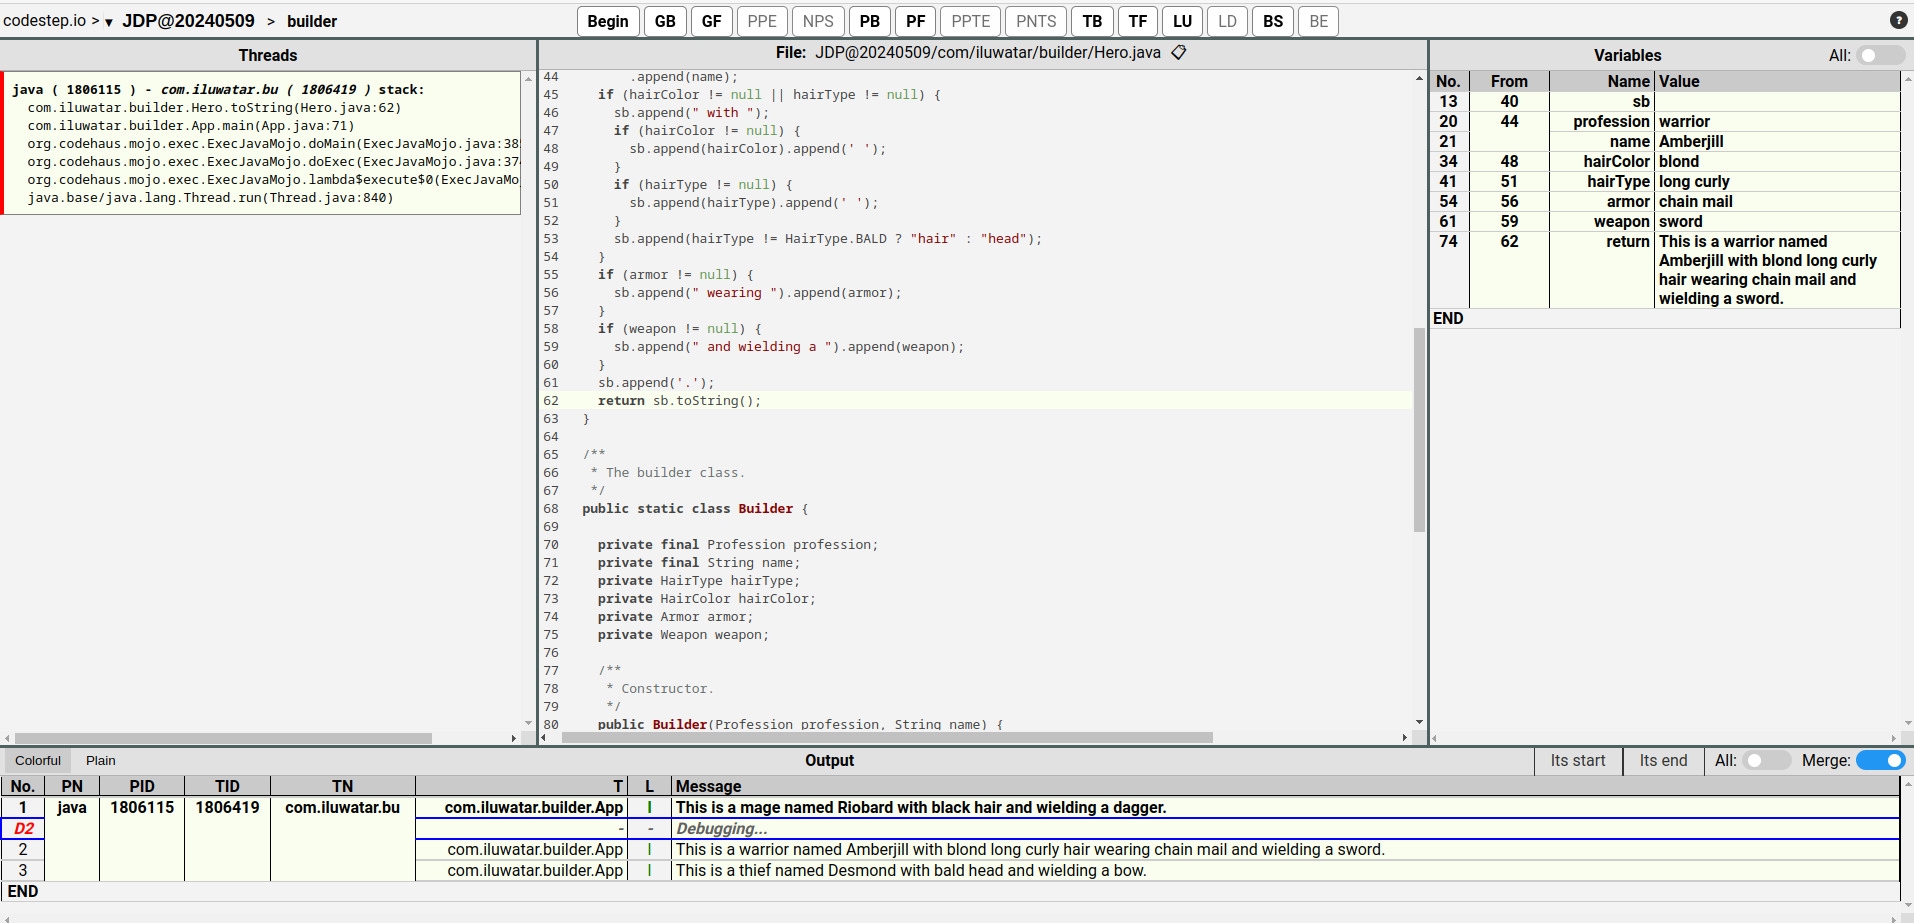 codestep.io > ▾ JDP@20240509 > builder
Begin GB GF PPE NPS PB PF PPTE PNTS TB TF LU LD BS BE ?
Threads
java ( 1806115 ) - com.iluwatar.bu ( 1806419 ) stack:
com.iluwatar.builder.Hero.toString(Hero.java:62)
com.iluwatar.builder.App.main(App.java:71)
org.codehaus.mojo.exec.ExecJavaMojo.doMain(ExecJavaMojo.java:385
org.codehaus.mojo.exec.ExecJavaMojo.doExec(ExecJavaMojo.java:374
org.codehaus.mojo.exec.ExecJavaMojo.lambda$execute$0(ExecJavaMo
java.base/java.lang.Thread.run(Thread.java:840)
File: JDP@20240509/com/iluwatar/builder/Hero.java
44 .append(name);
45 if (hairColor != null || hairType != null) {
46 sb.append(" with ");
47 if (hairColor != null) {
48 sb.append(hairColor).append(' ');
49 }
50 if (hairType != null) {
51 sb.append(hairType).append(' ');
52 }
53 sb.append(hairType != HairType.BALD ? "hair" : "head");
54 }
55 if (armor != null) {
56 sb.append(" wearing ").append(armor);
57 }
58 if (weapon != null) {
59 sb.append(" and wielding a ").append(weapon);
60 }
61 sb.append('.');
62 return sb.toString();
63 }
64
65 /**
66 * The builder class.
67 */
68 public static class Builder {
69
70 private final Profession profession;
71 private final String name;
72 private HairType hairType;
73 private HairColor hairColor;
74 private Armor armor;
75 private Weapon weapon;
76
77 /**
78 * Constructor.
79 */
80 public Builder(Profession profession, String name) {
Variables All:
No. From Name Value
13 40 sb
20 44 profession warrior
21 name Amberjill
34 48 hairColor blond
41 51 hairType long curly
54 56 armor chain mail
61 59 weapon sword
74 62 return This is a warrior named
Amberjill with blond long curly
hair wearing chain mail and
wielding a sword.
END
Colorful Plain Output Its start Its end All: Merge:
No. PN PID TID TN T L Message
1 java 1806115 1806419 com.iluwatar.bu com.iluwatar.builder.App I This is a mage named Riobard with black hair and wielding a dagger.
D2 - - Debugging...
2 com.iluwatar.builder.App I This is a warrior named Amberjill with blond long curly hair wearing chain mail and wielding a sword.
3 com.iluwatar.builder.App I This is a thief named Desmond with bald head and wielding a bow.
END